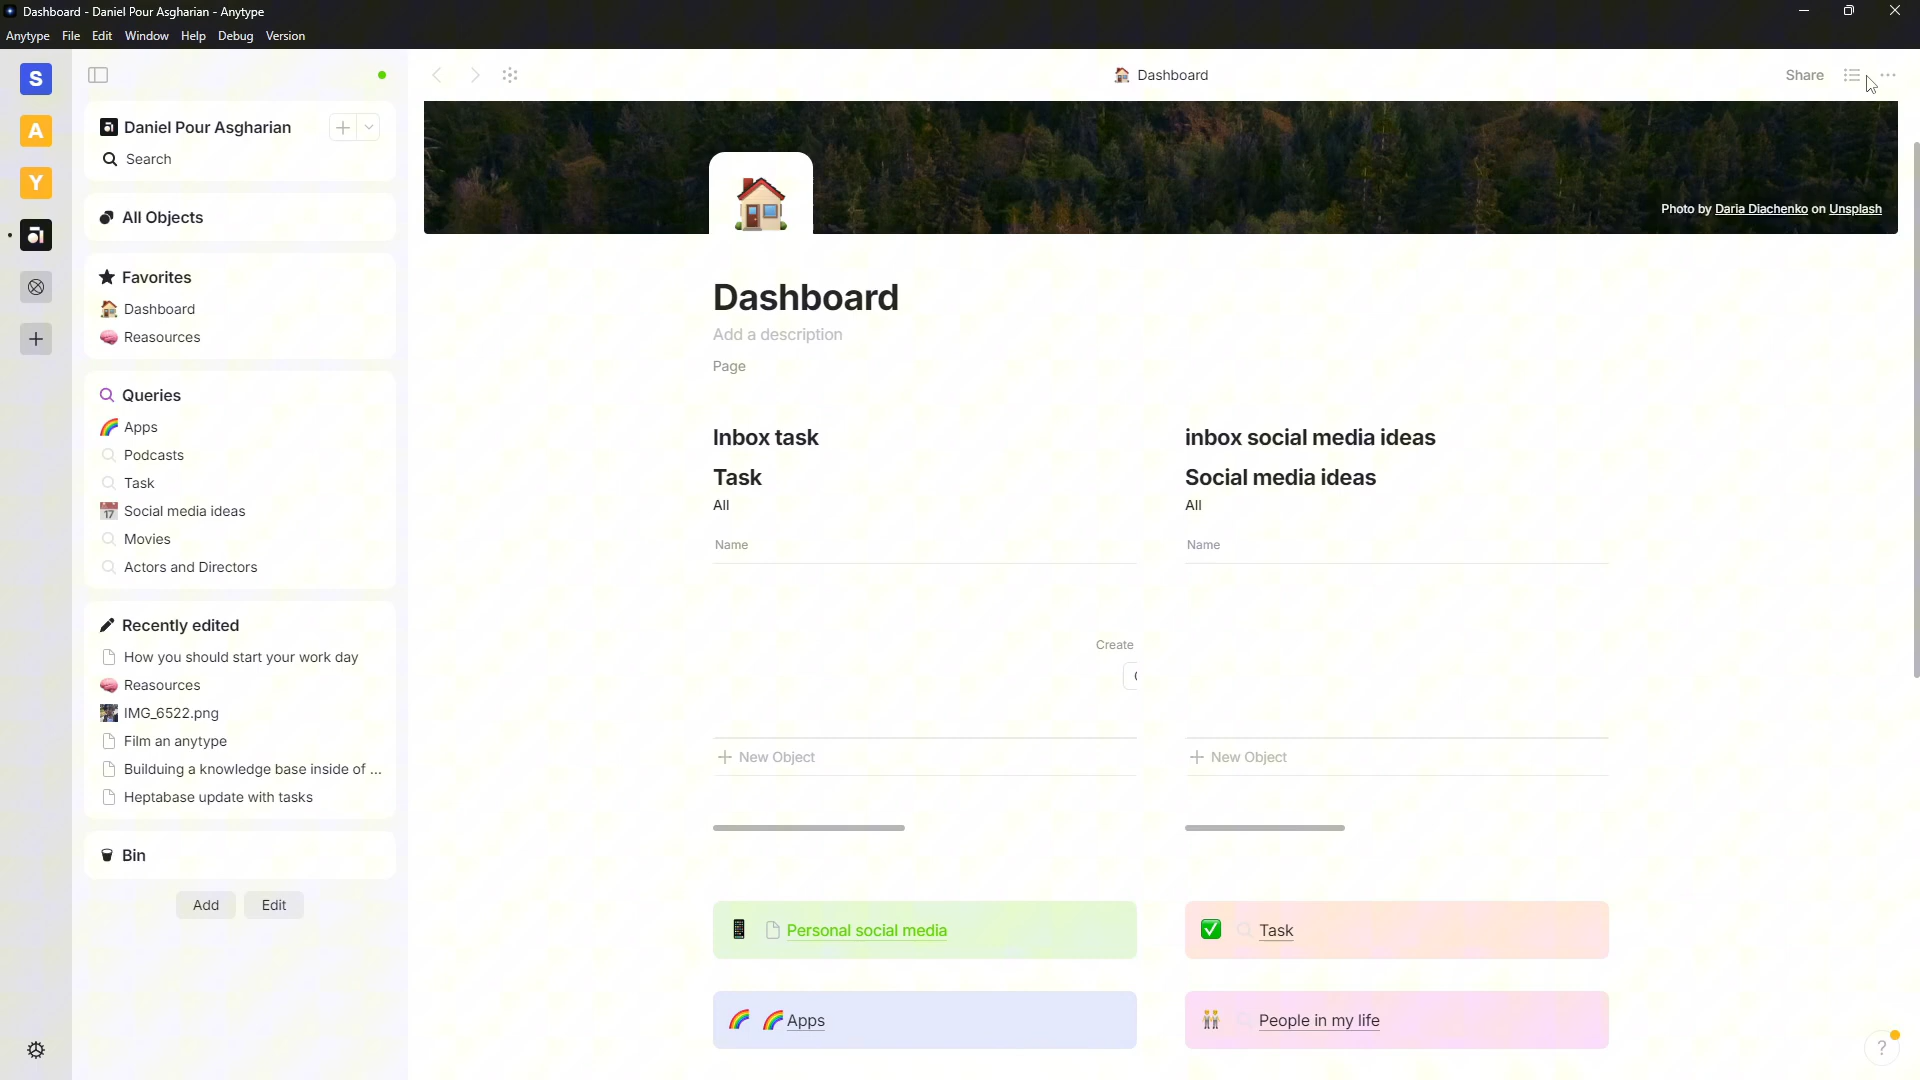 Dashboard - Daniel Pour Asgharian - Anytype
Anytype File Edit Window Help Debug Version
S
A
Y
Daniel Pour Asgharian
Search
All Objects
Favorites
Dashboard
Reasources
Queries
Apps
Podcasts
Task
17 Social media ideas
Movies
Actors and Directors
Recently edited
How you should start your work day
Reasources
IMG_6522.png
Film an anytype
Builduing a knowledge base inside of ...
Heptabase update with tasks
Bin
Add Edit
Dashboard
Share
Photo by Daria Diachenko on Unsplash
Dashboard
Add a description
Page
Inbox task
Task
All
Name
Create
New Object
inbox social media ideas
Social media ideas
All
Name
New Object
Personal social media
Task
Apps
People in my life
?